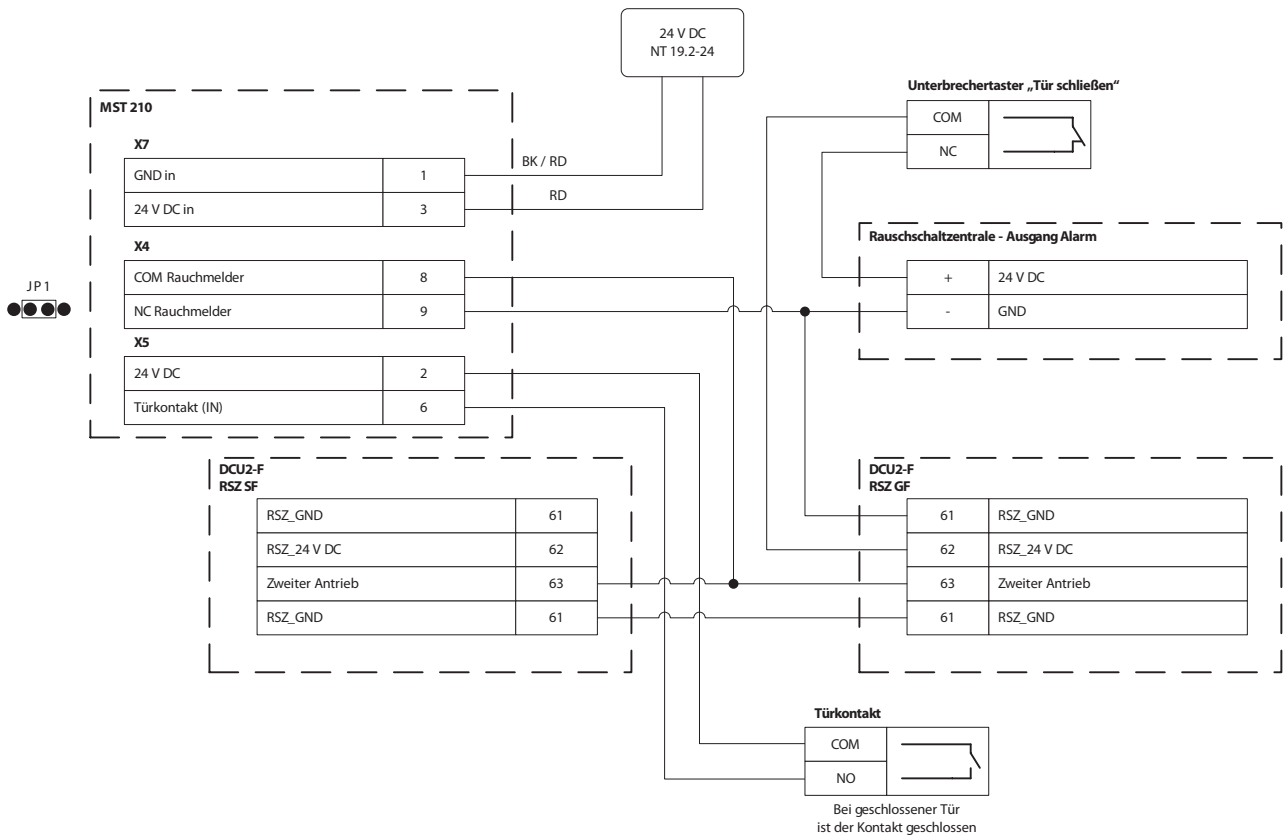 24 V DC
NT 19.2-24
Unterbrechertaster „Tür schließen“
COM
NC
MST 210
X7
GND in 1
24 V DC in 3
BK / RD
RD
X4
COM Rauchmelder 8
NC Rauchmelder 9
JP1
X5
24 V DC 2
Türkontakt (IN) 6
Rauschschaltzentrale - Ausgang Alarm
+ 24 V DC
- GND
DCU2-F
RSZ SF
RSZ_GND 61
RSZ_24 V DC 62
Zweiter Antrieb 63
RSZ_GND 61
DCU2-F
RSZ GF
61 RSZ_GND
62 RSZ_24 V DC
63 Zweiter Antrieb
61 RSZ_GND
Türkontakt
COM
NO
Bei geschlossener Tür
ist der Kontakt geschlossen